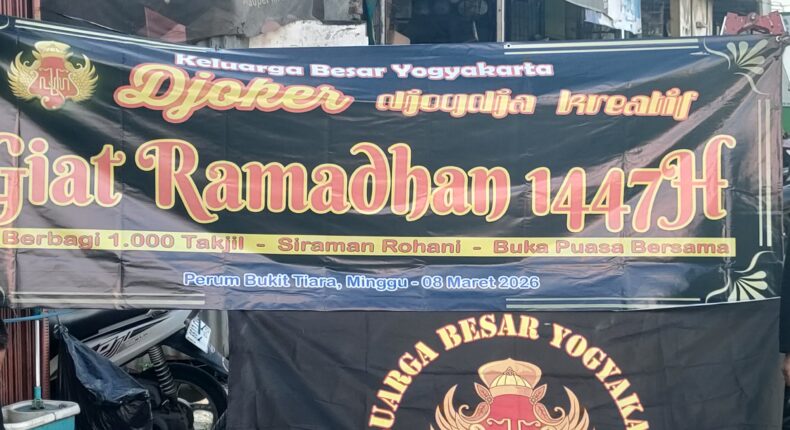 Keluarga Besar Yogyakarta
Djoker djogdja kreatif
Giat Ramadhan 1447H
Berbagi 1.000 Takjil - Siraman Rohani - Buka Puasa Bersama
Perum Bukit Tiara, Minggu - 08 Maret 2026
UARGA BESAR YOGYAKA